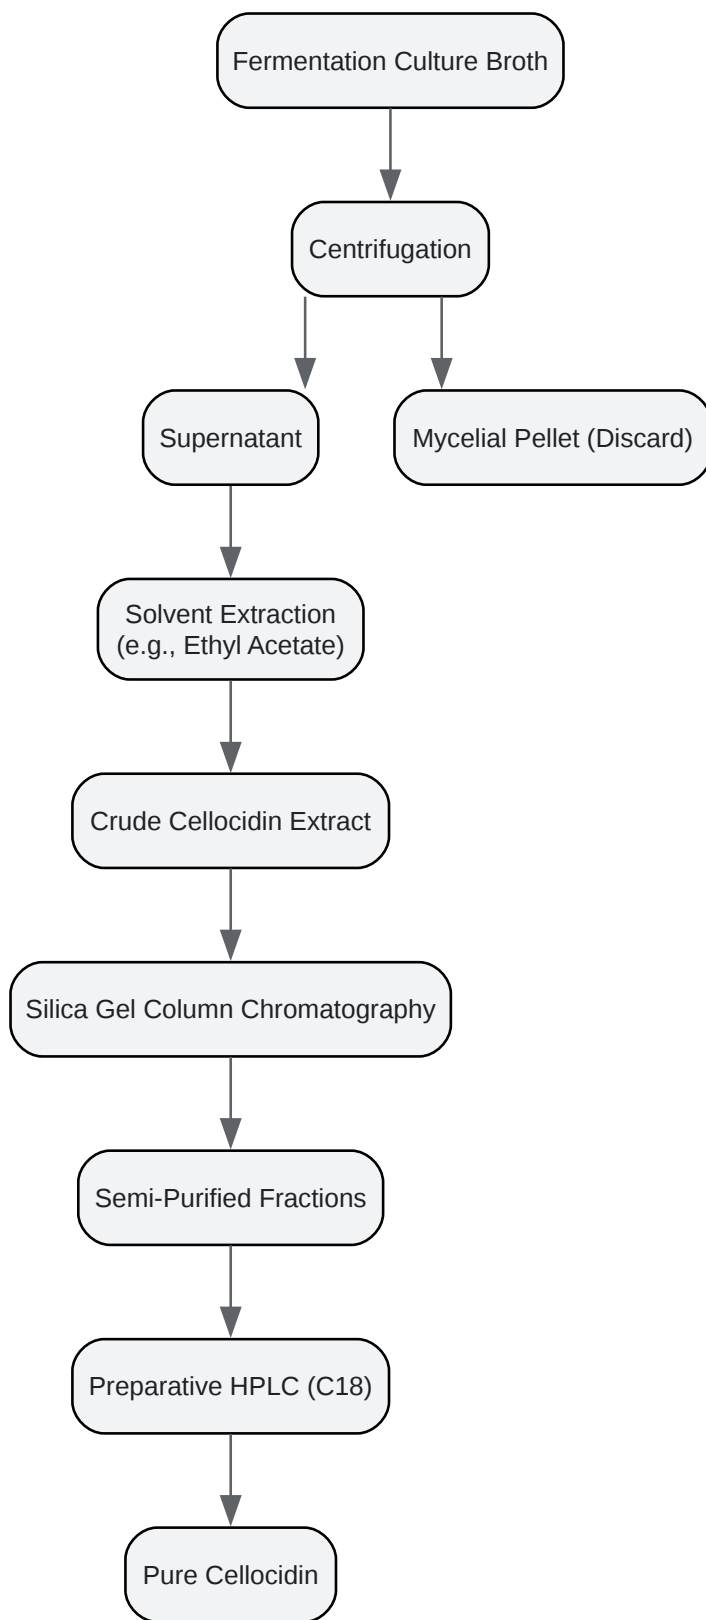 Fermentation Culture Broth
Centrifugation
Supernatant
Mycelial Pellet (Discard)
Solvent Extraction
(e.g., Ethyl Acetate)
Crude Cellocidin Extract
Silica Gel Column Chromatography
Semi-Purified Fractions
Preparative HPLC (C18)
Pure Cellocidin